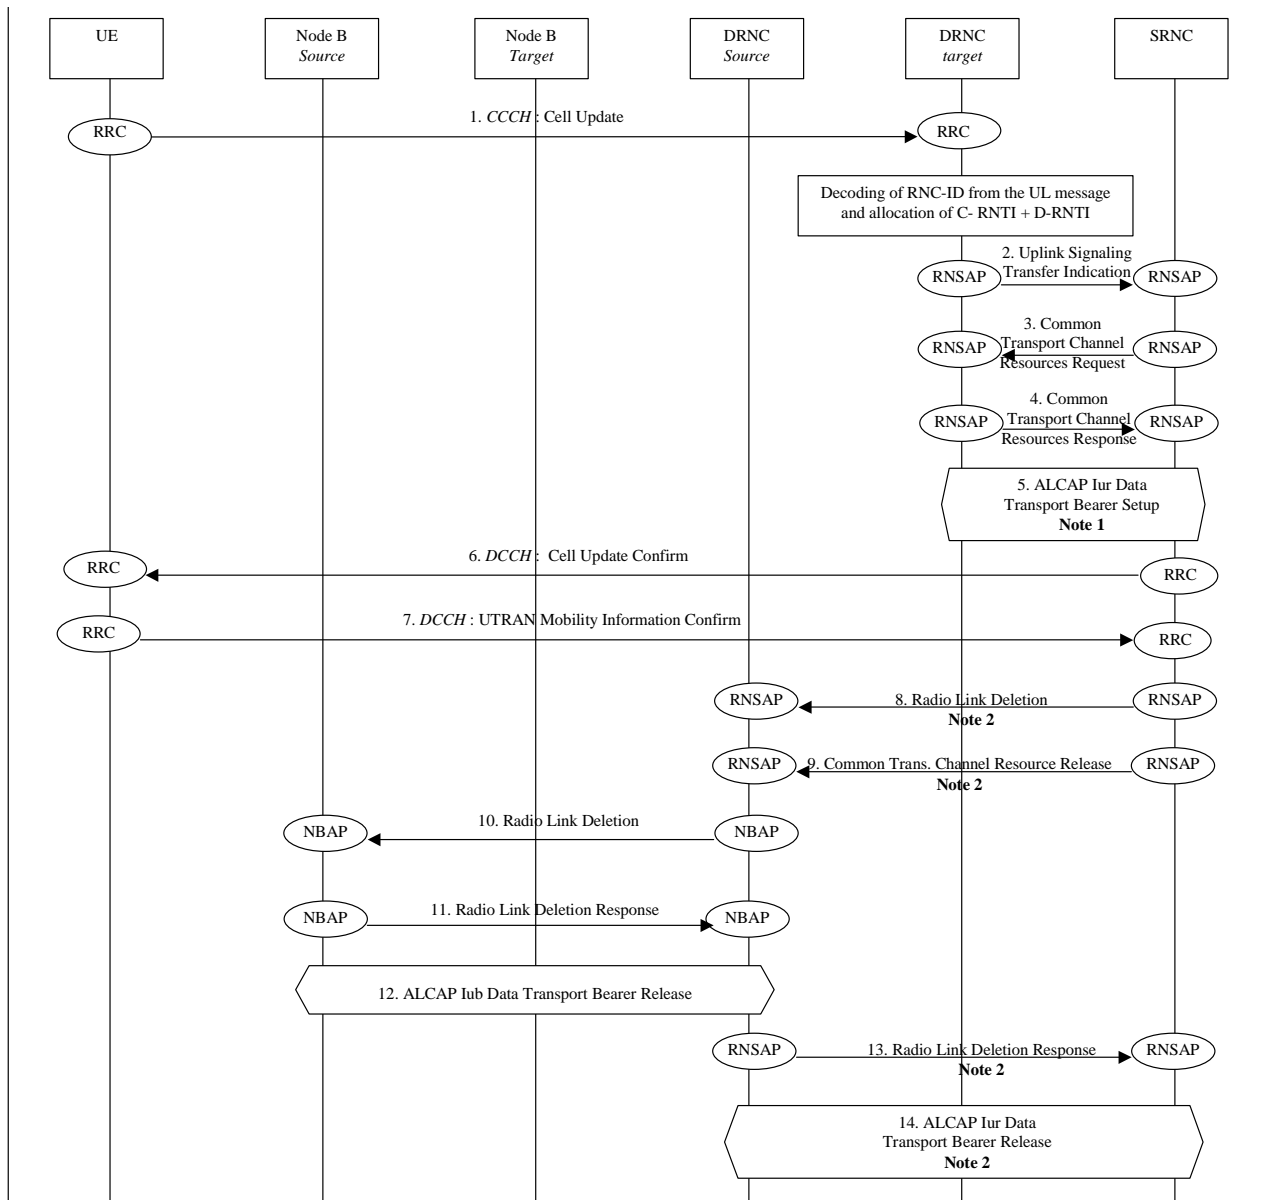 UE
Node B
Source
Node B
Target
DRNC
Source
DRNC
target
SRNC
1. CCCH : Cell Update
RRC
RRC
Decoding of RNC-ID from the UL message
and allocation of C- RNTI + D-RNTI
2. Uplink Signaling
Transfer Indication
RNSAP
RNSAP
3. Common
Transport Channel
Resources Request
RNSAP
RNSAP
4. Common
Transport Channel
Resources Response
RNSAP
RNSAP
5. ALCAP Iur Data
Transport Bearer Setup
Note 1
6. DCCH : Cell Update Confirm
RRC
RRC
7. DCCH : UTRAN Mobility Information Confirm
RRC
RRC
RNSAP
8. Radio Link Deletion
Note 2
RNSAP
RNSAP
9. Common Trans. Channel Resource Release
Note 2
RNSAP
10. Radio Link Deletion
NBAP
NBAP
11. Radio Link Deletion Response
NBAP
NBAP
12. ALCAP Iub Data Transport Bearer Release
RNSAP
13. Radio Link Deletion Response
Note 2
RNSAP
14. ALCAP Iur Data
Transport Bearer Release
Note 2